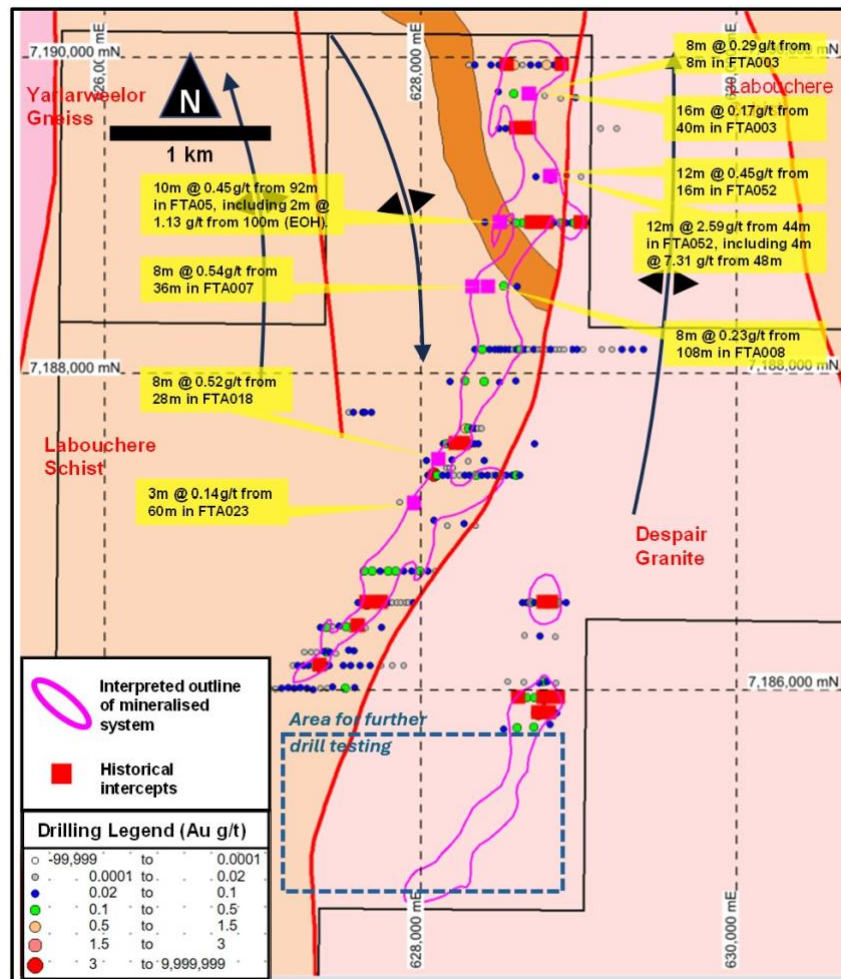 7,190,000 mN
628,000 mE
Yarlarweelor
Gneiss
N
1 km
8m @ 0.29g/t from
8m in FTA003
Labouchere
16m @ 0.17g/t from
40m in FTA003
12m @ 0.45g/t from
16m in FTA052
10m @ 0.45g/t from 92m
in FTA05, including 2m @
1.13 g/t from 100m (EOH).
12m @ 2.59g/t from 44m
in FTA052, including 4m
@ 7.31 g/t from 48m
8m @ 0.54g/t from
36m in FTA007
8m @ 0.23g/t from
108m in FTA008
7,188,000 mN
7,188,000 mN
8m @ 0.52g/t from
28m in FTA018
Labouchere
Schist
3m @ 0.14g/t from
60m in FTA023
Despair
Granite
7,186,000 mN
Area for further
drill testing
Interpreted outline
of mineralised
system
Historical
intercepts
Drilling Legend (Au g/t)
-99,999 to 0.0001
0.0001 to 0.02
0.02 to 0.1
0.1 to 0.5
0.5 to 1.5
1.5 to 3
3 to 9,999,999
628,000 mE
630,000 mE